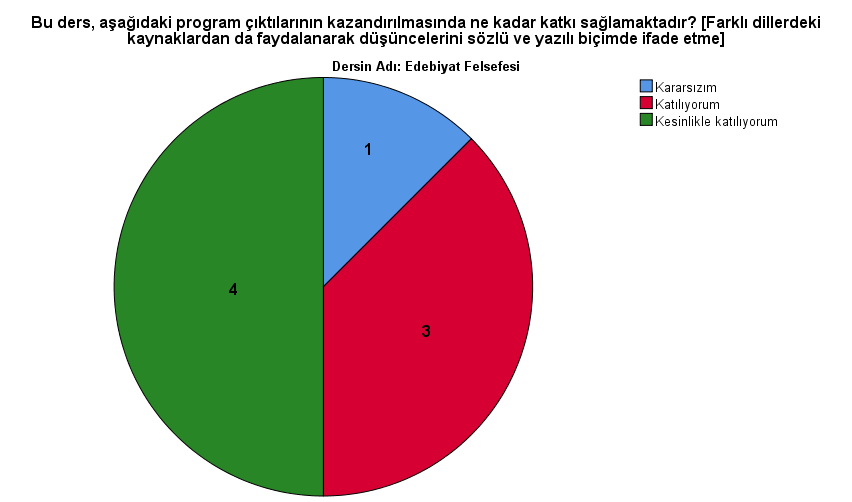 Bu ders, aşağıdaki program çıktılarının kazandırılmasında ne kadar katkı sağlamaktadır? [Farklı dillerdeki
kaynaklardan da faydalanarak düşüncelerini sözlü ve yazılı biçimde ifade etme]
Dersin Adı: Edebiyat Felsefesi
Kararsızım
Katılıyorum
Kesinlikle katılıyorum
1
4
3